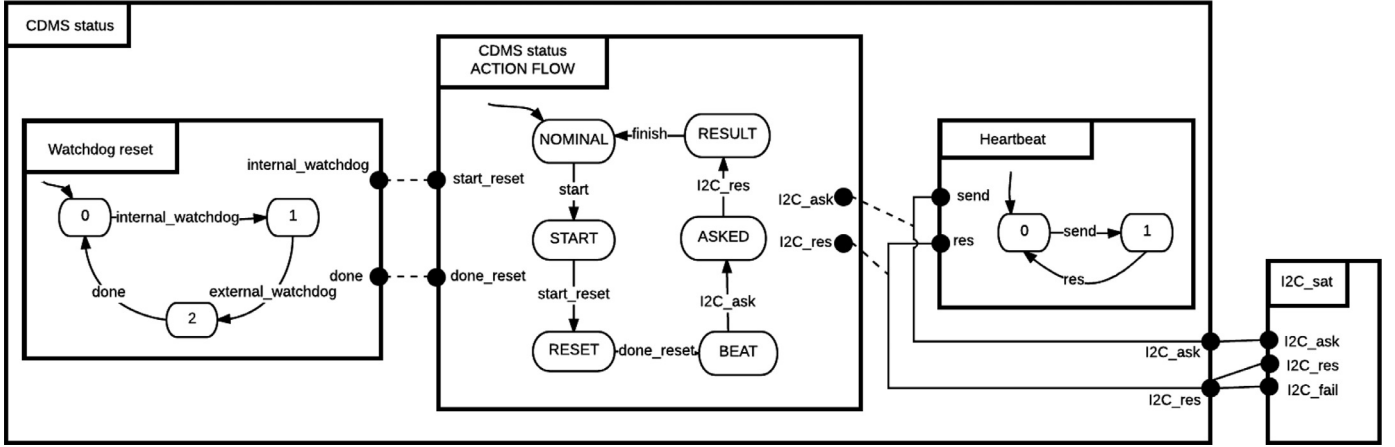 CDMS status
CDMS status
ACTION FLOW
Watchdog reset
internal_watchdog
done
0
internal_watchdog
1
done
external_watchdog
2
start_reset
done_reset
NOMINAL
finish
RESULT
start
I2C_res
START
ASKED
start_reset
I2C_ask
RESET
done_reset
BEAT
I2C_ask
I2C_res
Heartbeat
send
res
0
send
1
res
I2C_ask
I2C_res
I2C_sat
I2C_ask
I2C_res
I2C_fail